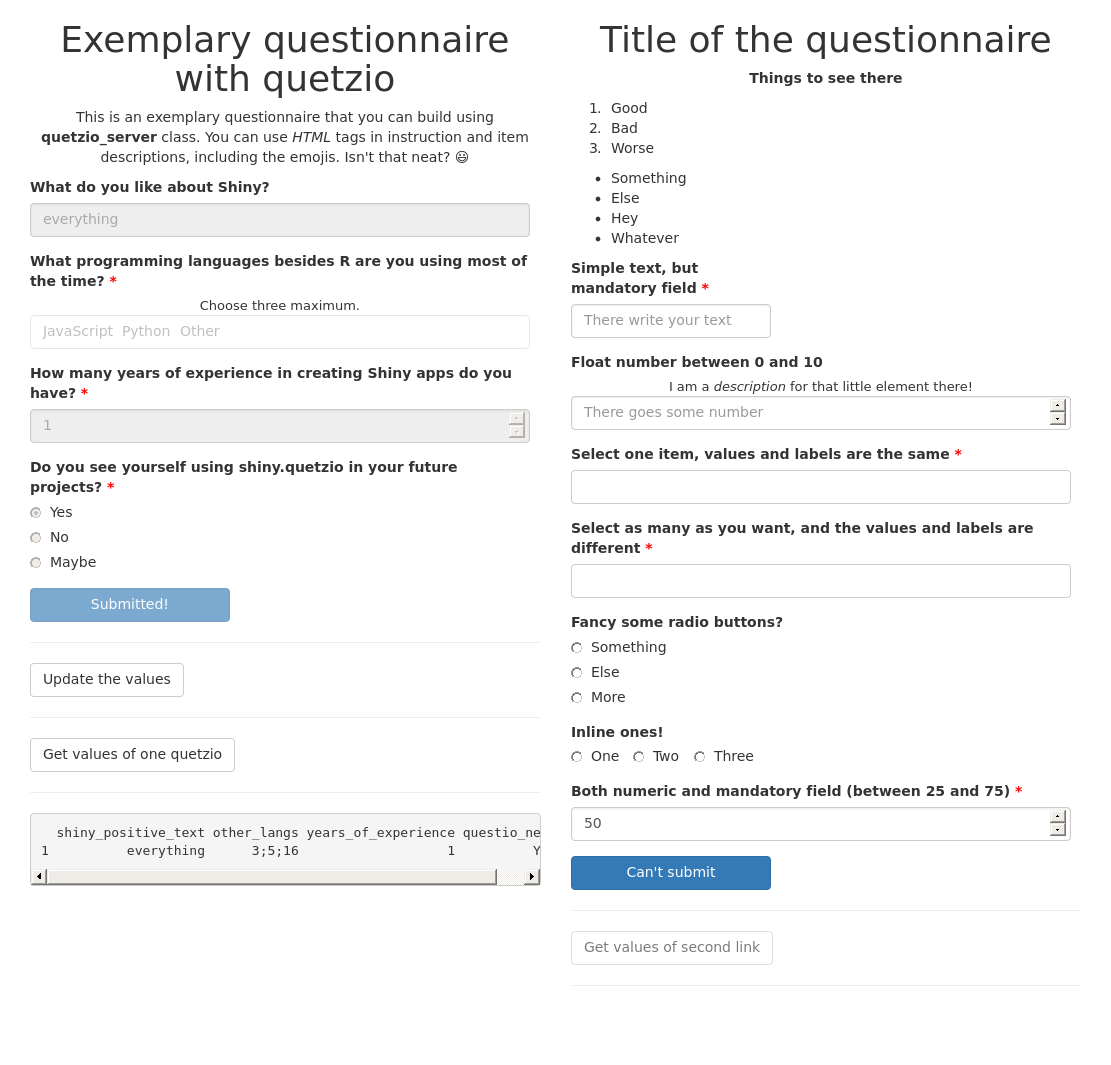 Exemplary questionnaire
with quetzio
This is an exemplary questionnaire that you can build using
quetzio_server class. You can use HTML tags in instruction and item
descriptions, including the emojis. Isn't that neat? 😃
What do you like about Shiny?
everything
What programming languages besides R are you using most of
the time? *
Choose three maximum.
JavaScript Python Other
How many years of experience in creating Shiny apps do you
have? *
1
Do you see yourself using shiny.quetzio in your future
projects? *
Yes
No
Maybe
Submitted!
Update the values
Get values of one quetzio
shiny_positive_text other_langs years_of_experience questio_ne
1 everything 3;5;16 1 Y
Title of the questionnaire
Things to see there
1. Good
2. Bad
3. Worse
• Something
• Else
• Hey
• Whatever
Simple text, but
mandatory field *
There write your text
Float number between 0 and 10
I am a description for that little element there!
There goes some number
Select one item, values and labels are the same *
Select as many as you want, and the values and labels are
different *
Fancy some radio buttons?
Something
Else
More
Inline ones!
One Two Three
Both numeric and mandatory field (between 25 and 75) *
50
Can't submit
Get values of second link